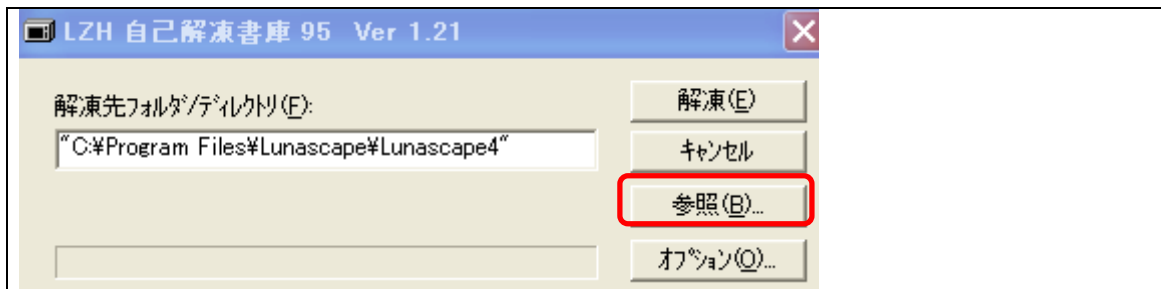 LZH 自己解凍書庫 95 Ver 1.21
解凍先ﾌｫﾙﾀﾞ/ﾃﾞｨﾚｸﾄﾘ(F):
"C:¥Program Files¥Lunascape¥Lunascape4"
解凍(E)
ｷｬﾝｾﾙ
参照(B)...
ｵﾌﾟｼｮﾝ(O)...